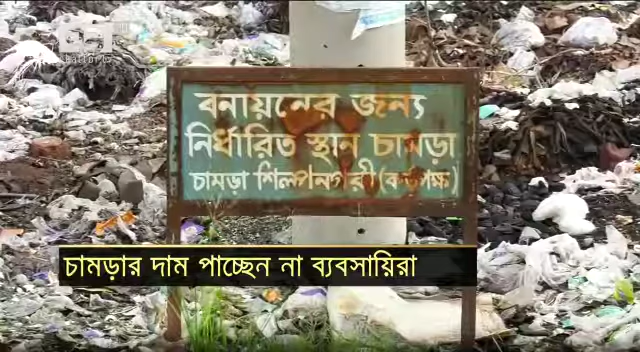 বনায়নের জন্য
নির্ধারিত স্থান চামড়া
চামড়া শিল্পনগরী (কর্তৃপক্ষ)
চামড়ার দাম পাচ্ছেন না ব্যবসায়িরা